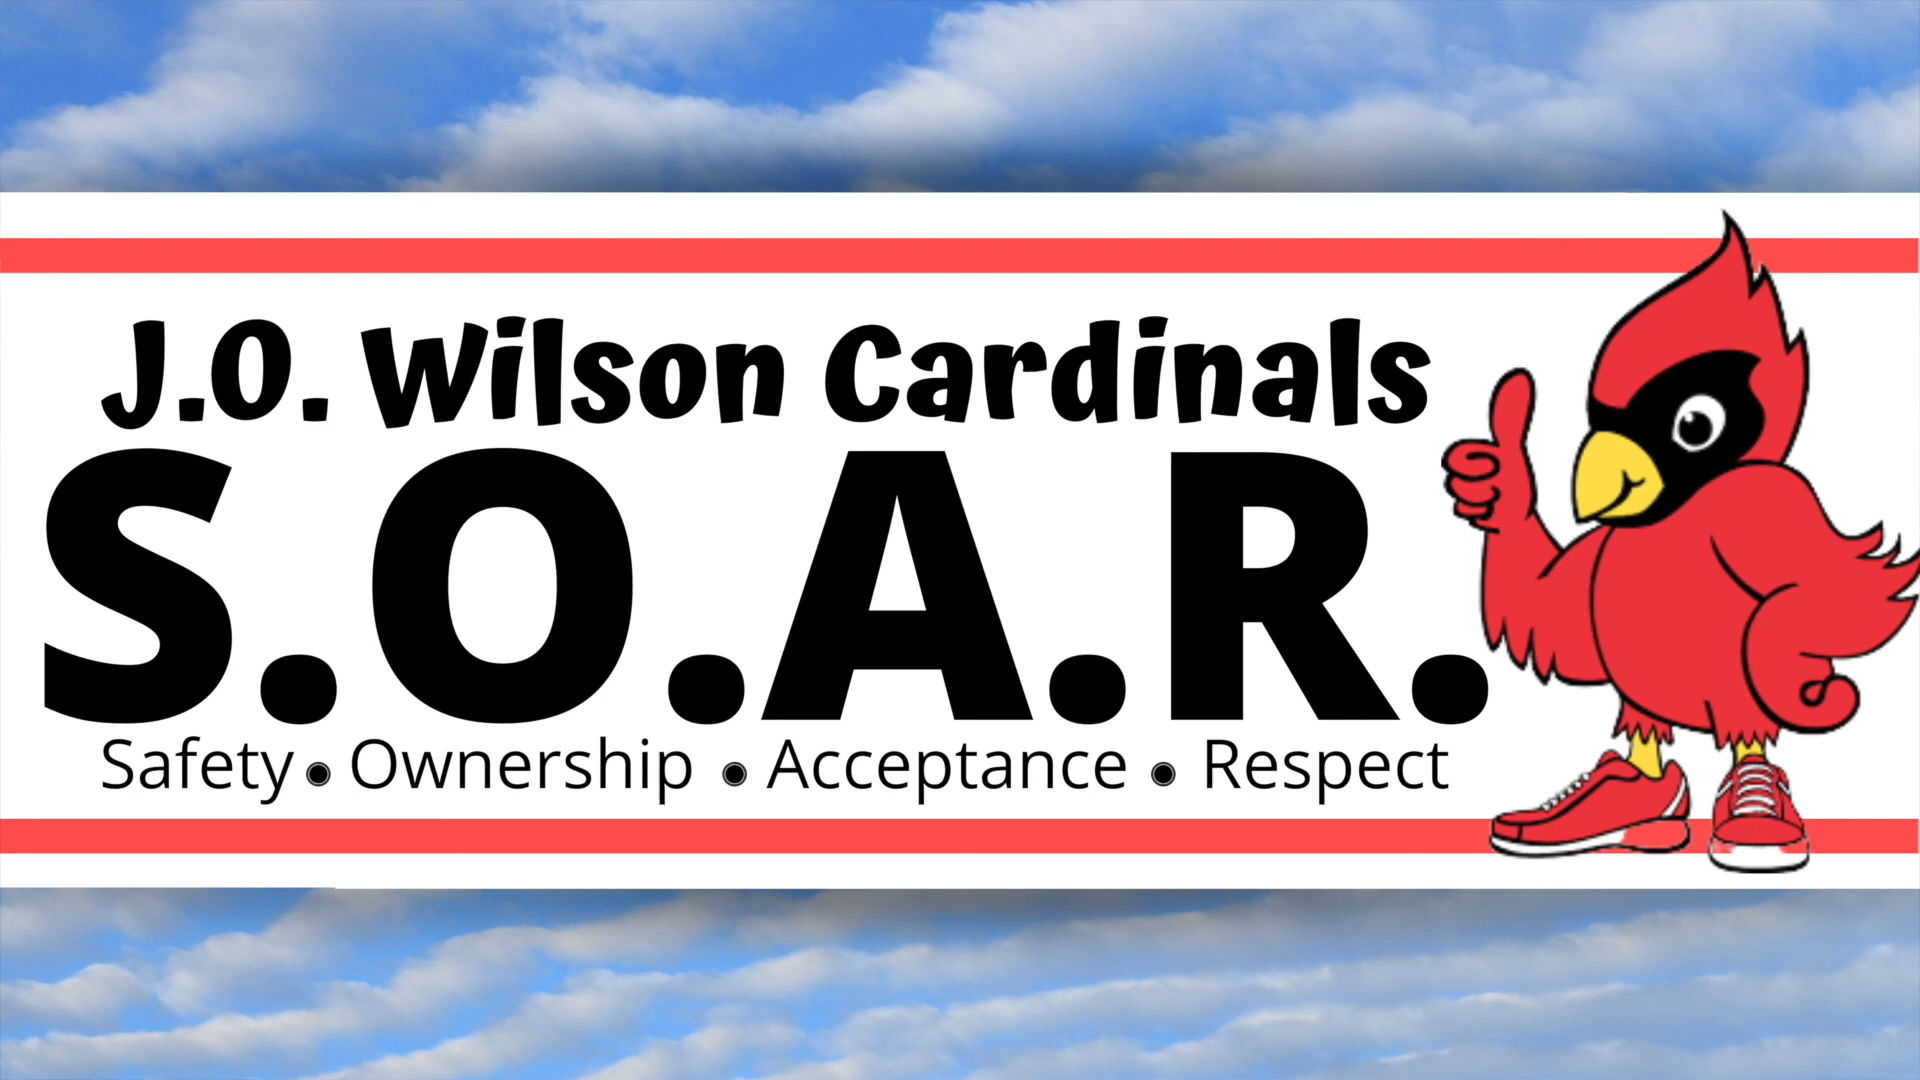 J.O. Wilson Cardinals
S.O.A.R.
Safety ◉ Ownership ◉ Acceptance ◉ Respect